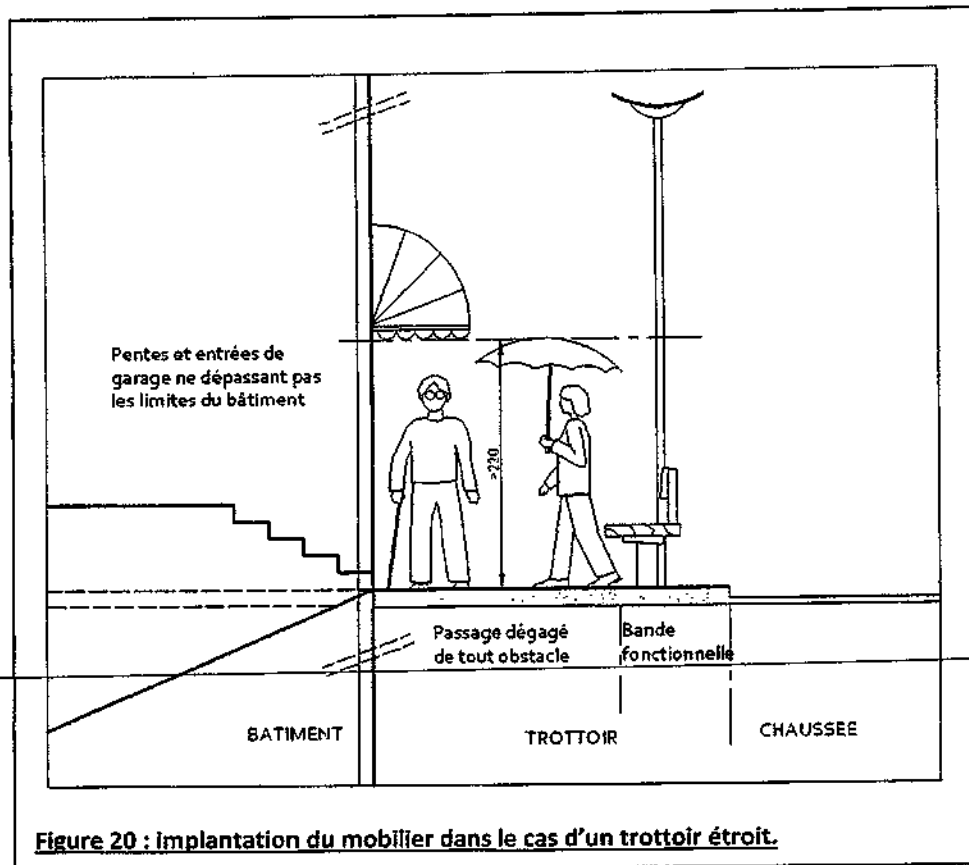 Pentes et entrées de
garage ne dépassant pas
les limites du bâtiment
>220
Passage dégagé
de tout obstacle
Bande
fonctionnelle
BATIMENT
TROTTOIR
CHAUSSEE
Figure 20 : implantation du mobilier dans le cas d'un trottoir étroit.